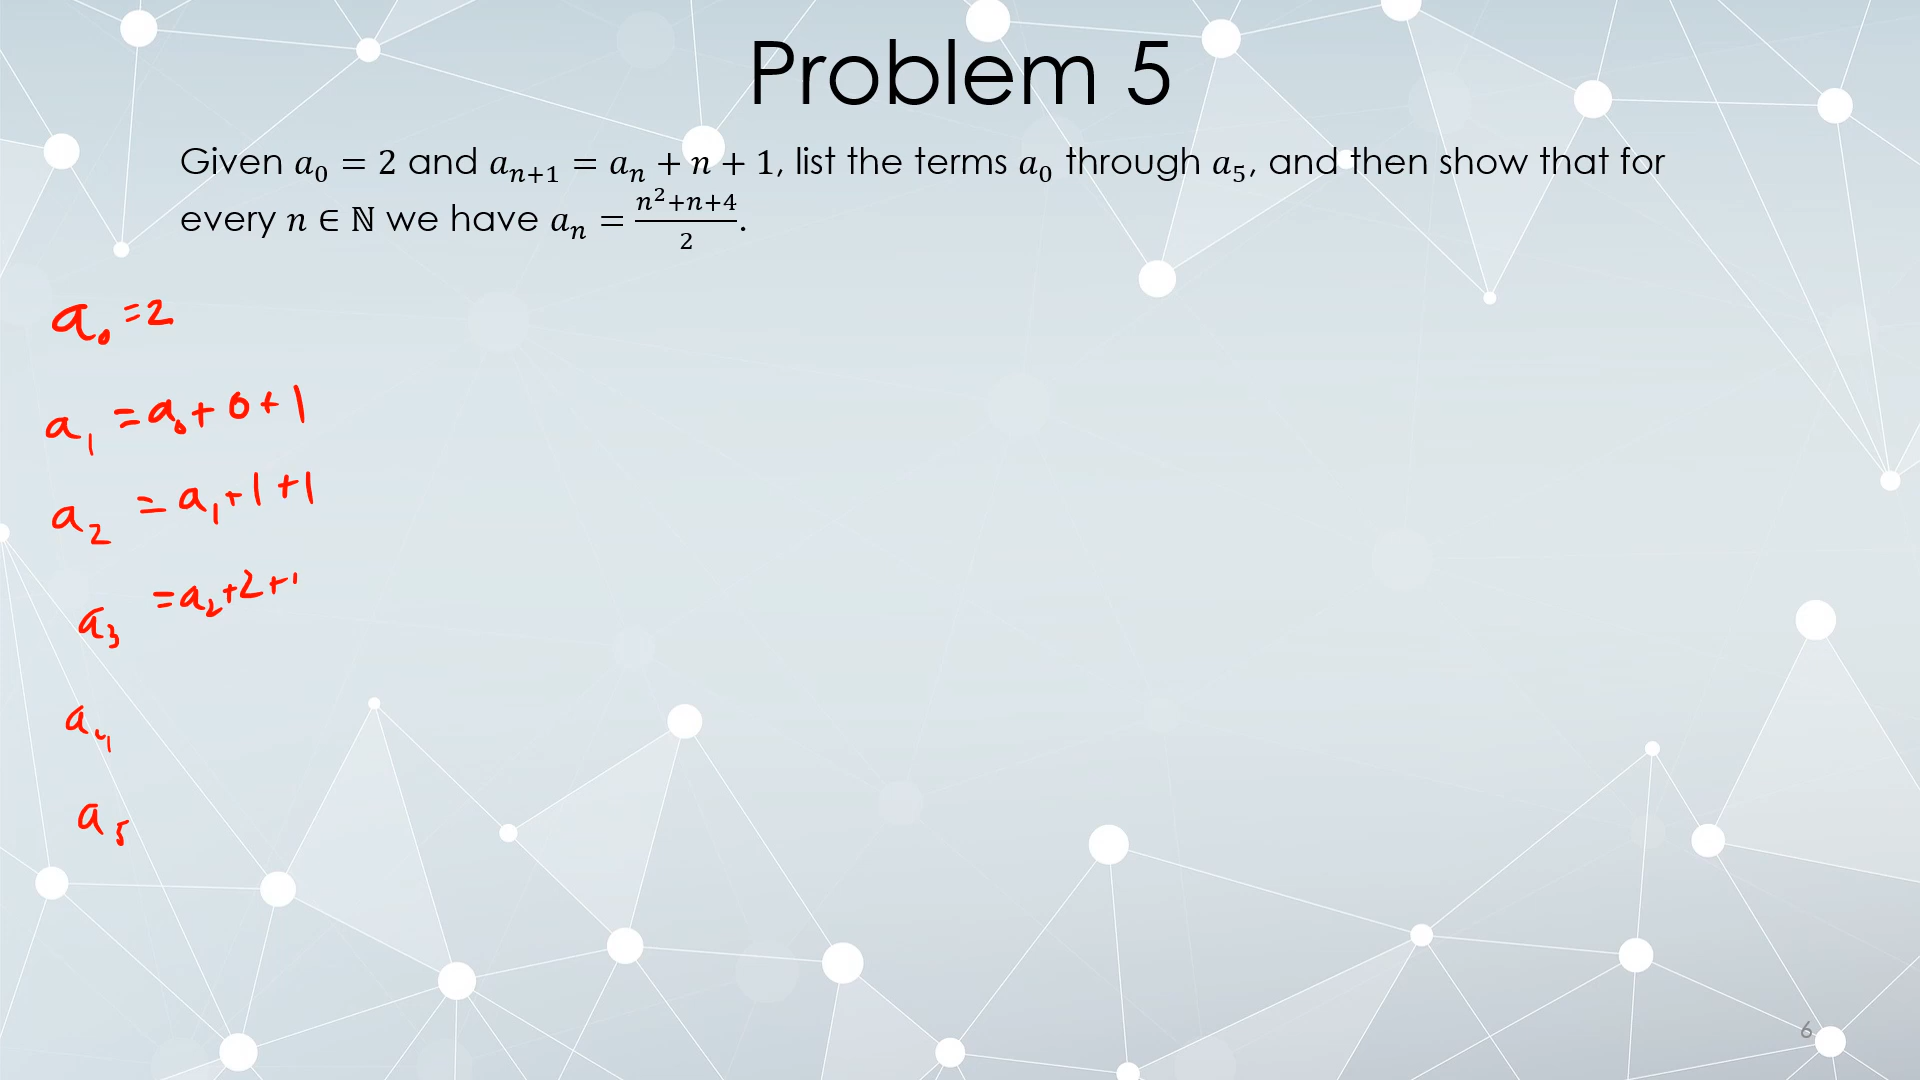 Problem 5
Given a₀ = 2 and aₙ₊₁ = aₙ + n + 1, list the terms a₀ through a₅, and then show that for
every n ∈ ℕ we have aₙ = (n²+n+4)/2.
a₀ = 2
a₁ = a₀ + 0 + 1
a₂ = a₁ + 1 + 1
a₃ = a₂ + 2 + 1
a₄
a₅
6